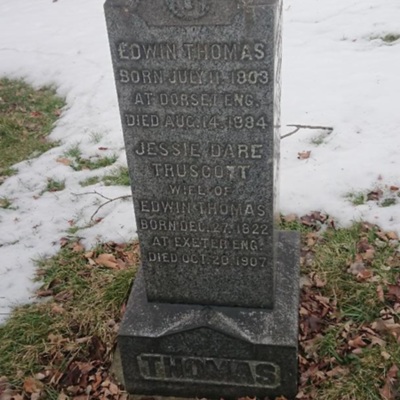 EDWIN THOMAS
BORN JULY 11, 1803
AT DORSET ENG.
DIED AUG. 14, 1884
JESSIE DARE
TRUSCOTT
WIFE OF
EDWIN THOMAS
BORN DEC. 27, 1822
AT EXETER ENG.
DIED OCT. 20, 1907
THOMAS